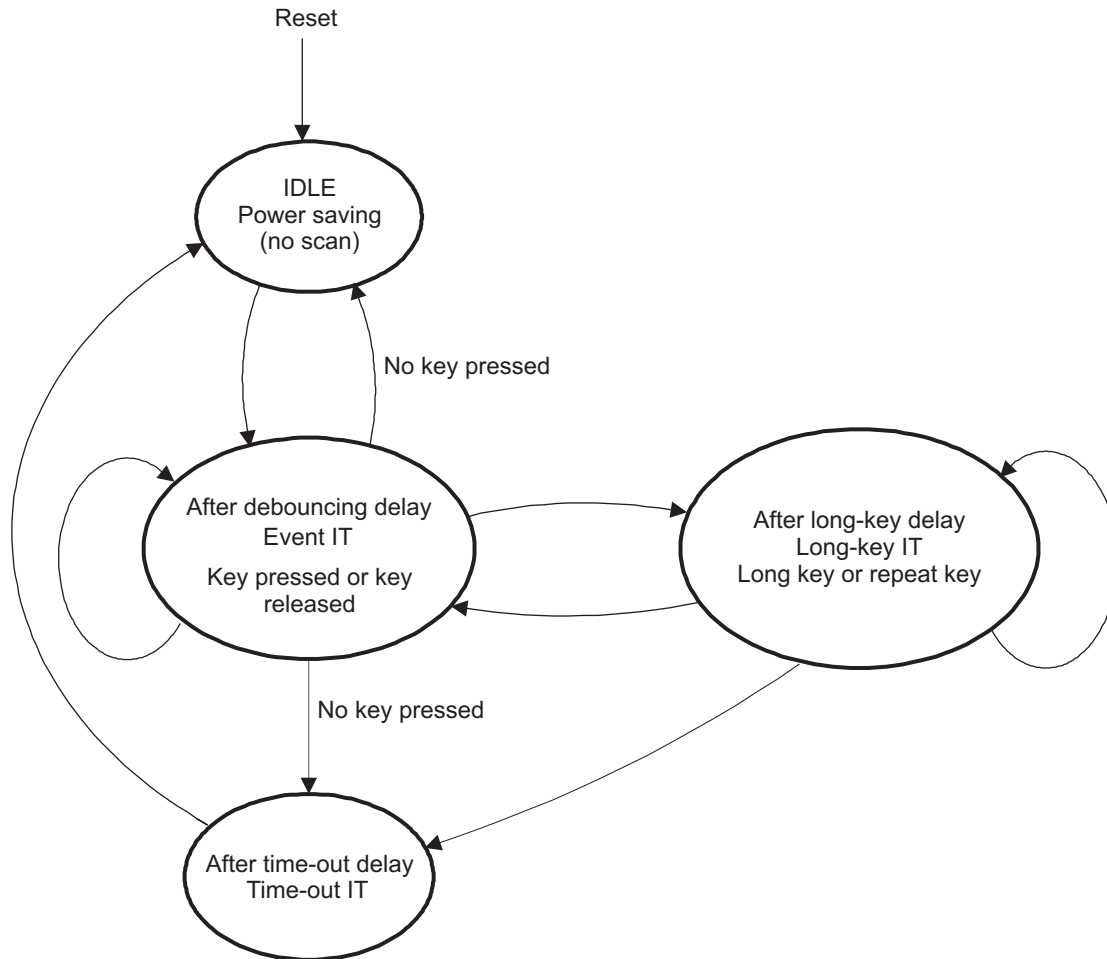 Reset
IDLE
Power saving
(no scan)
No key pressed
After debouncing delay
Event IT
Key pressed or key
released
After long-key delay
Long-key IT
Long key or repeat key
No key pressed
After time-out delay
Time-out IT